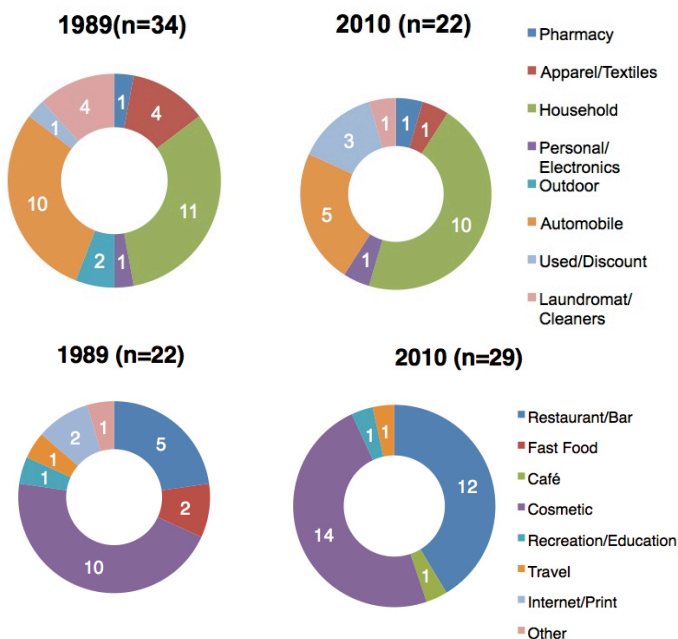 1989(n=34)
2010 (n=22)
1
4
11
1
2
10
1
4
1
1
10
1
5
3
1
Pharmacy
Apparel/Textiles
Household
Personal/
Electronics
Outdoor
Automobile
Used/Discount
Laundromat/
Cleaners
1989 (n=22)
2010 (n=29)
5
2
10
1
1
2
1
12
1
14
1
1
Restaurant/Bar
Fast Food
Café
Cosmetic
Recreation/Education
Travel
Internet/Print
Other